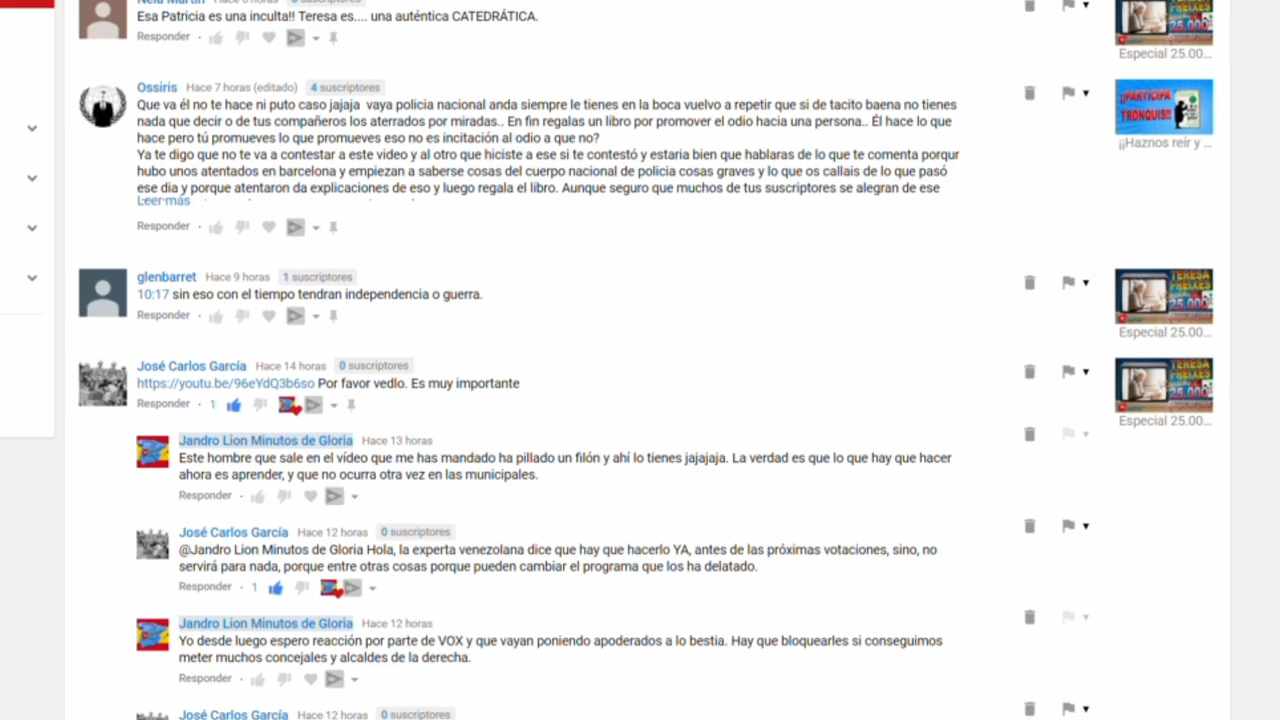 Nela Martin Hace 6 horas 0 suscriptores
Esa Patricia es una inculta!! Teresa es.... una auténtica CATEDRÁTICA.
Responder
Especial 25.00...
Ossiris Hace 7 horas (editado) 4 suscriptores
Que va él no te hace ni puto caso jajaja vaya policia nacional anda siempre le tienes en la boca vuelvo a repetir que si de tacito baena no tienes
nada que decir o de tus compañeros los aterrados por miradas.. En fin regalas un libro por promover el odio hacia una persona.. Él hace lo que
hace pero tú promueves lo que promueves eso no es incitación al odio a que no?
Ya te digo que no te va a contestar a este video y al otro que hiciste a ese si te contestó y estaria bien que hablaras de lo que te comenta porqur
hubo unos atentados en barcelona y empiezan a saberse cosas del cuerpo nacional de policia cosas graves y lo que os callais de lo que pasó
ese dia y porque atentaron da explicaciones de eso y luego regala el libro. Aunque seguro que muchos de tus suscriptores se alegran de ese
Leer más
Responder
¡¡PARTICIPA
TRONQUIS!!
¡¡Haznos reír y ...
glenbarret Hace 9 horas 1 suscriptores
10:17 sin eso con el tiempo tendran independencia o guerra.
Responder
TERESA
FREIXES
25.000
Especial 25.00...
José Carlos García Hace 14 horas 0 suscriptores
https://youtu.be/96eYdQ3b6so Por favor vedlo. Es muy importante
Responder 1
TERESA
FREIXES
25.000
Especial 25.00...
Jandro Lion Minutos de Gloria Hace 13 horas
Este hombre que sale en el vídeo que me has mandado ha pillado un filón y ahí lo tienes jajajaja. La verdad es que lo que hay que hacer
ahora es aprender, y que no ocurra otra vez en las municipales.
Responder
José Carlos García Hace 12 horas 0 suscriptores
@Jandro Lion Minutos de Gloria Hola, la experta venezolana dice que hay que hacerlo YA, antes de las próximas votaciones, sino, no
servirá para nada, porque entre otras cosas porque pueden cambiar el programa que los ha delatado.
Responder 1
Jandro Lion Minutos de Gloria Hace 12 horas
Yo desde luego espero reacción por parte de VOX y que vayan poniendo apoderados a lo bestia. Hay que bloquearles si conseguimos
meter muchos concejales y alcaldes de la derecha.
Responder
José Carlos García Hace 12 horas 0 suscriptores